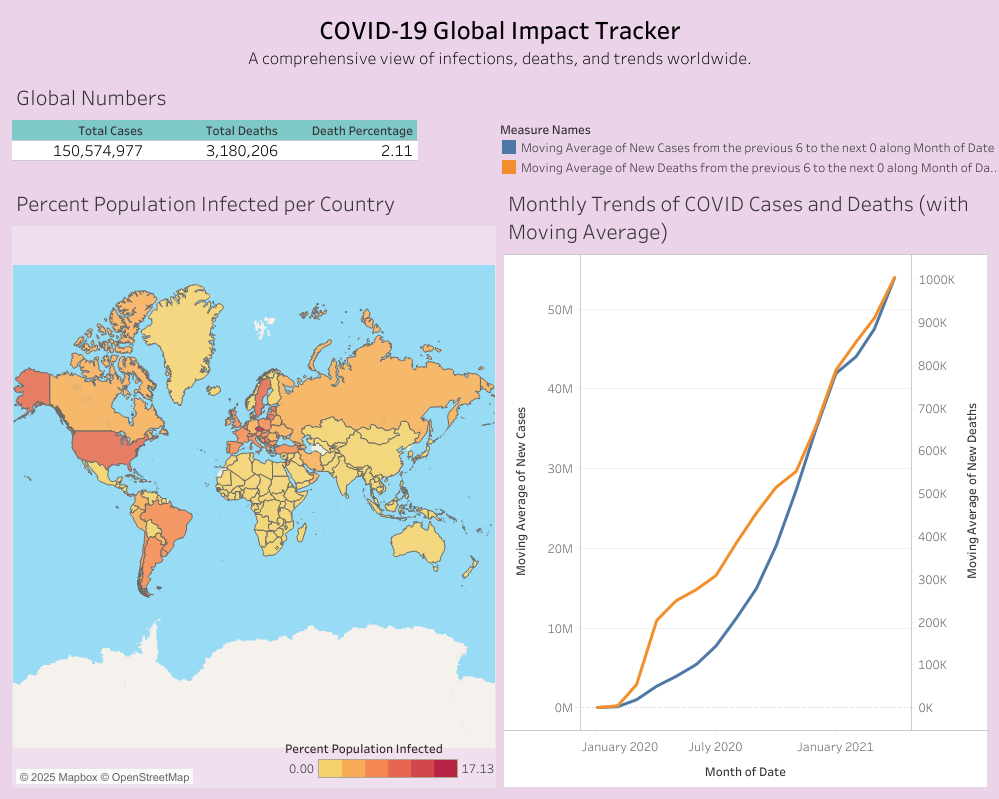 COVID-19 Global Impact Tracker
A comprehensive view of infections, deaths, and trends worldwide.
Global Numbers
Total Cases Total Deaths Death Percentage
150,574,977 3,180,206 2.11
Measure Names
Moving Average of New Cases from the previous 6 to the next 0 along Month of Date
Moving Average of New Deaths from the previous 6 to the next 0 along Month of Da..
Percent Population Infected per Country
© 2025 Mapbox © OpenStreetMap
Percent Population Infected
0.00 17.13
Monthly Trends of COVID Cases and Deaths (with
Moving Average)
Moving Average of New Cases
50M
40M
30M
20M
10M
0M
1000K
900K
800K
700K
600K
500K
400K
300K
200K
100K
0K
Moving Average of New Deaths
January 2020 July 2020 January 2021
Month of Date